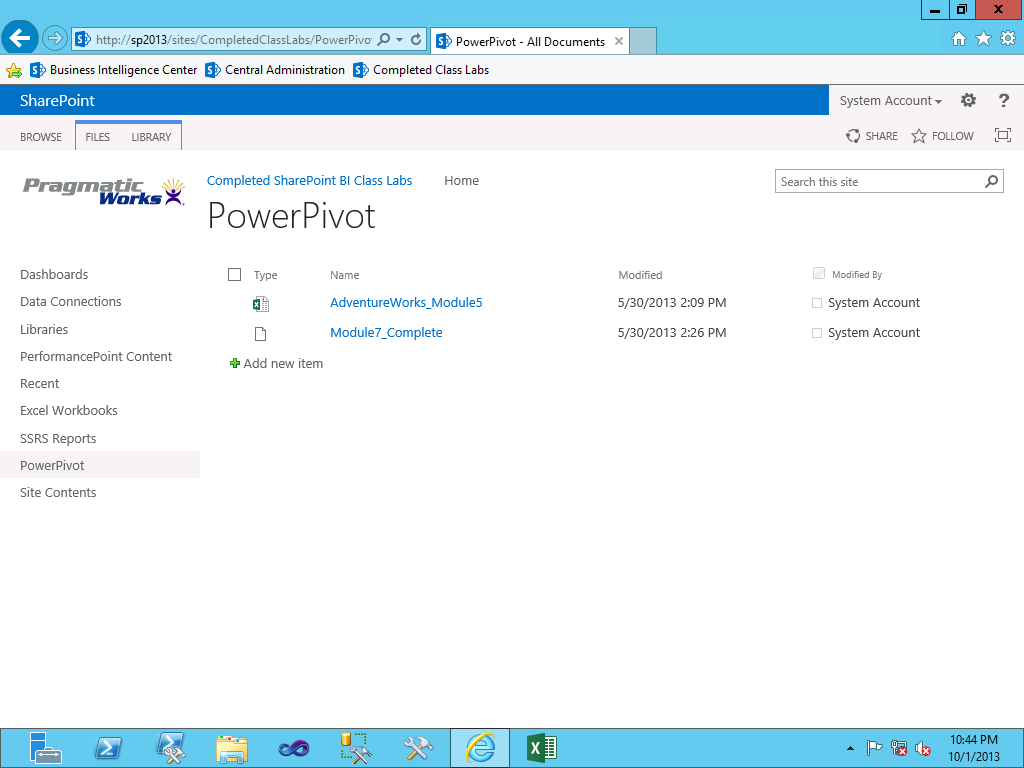 http://sp2013/sites/CompletedClassLabs/PowerPivo
PowerPivot - All Documents
Business Intelligence Center
Central Administration
Completed Class Labs
SharePoint
System Account
?
BROWSE
FILES
LIBRARY
SHARE
FOLLOW
Pragmatic Works
Completed SharePoint BI Class Labs
Home
Search this site
PowerPivot
Dashboards
Data Connections
Libraries
PerformancePoint Content
Recent
Excel Workbooks
SSRS Reports
PowerPivot
Site Contents
Type Name Modified Modified By
AdventureWorks_Module5 5/30/2013 2:09 PM System Account
Module7_Complete 5/30/2013 2:26 PM System Account
Add new item
10:44 PM
10/1/2013